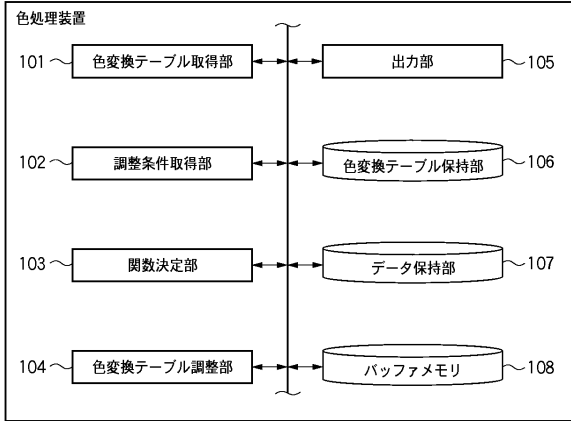 色処理装置
101 色変換テーブル取得部
出力部 105
102 調整条件取得部
色変換テーブル保持部 106
103 関数決定部
データ保持部 107
104 色変換テーブル調整部
バッファメモリ 108